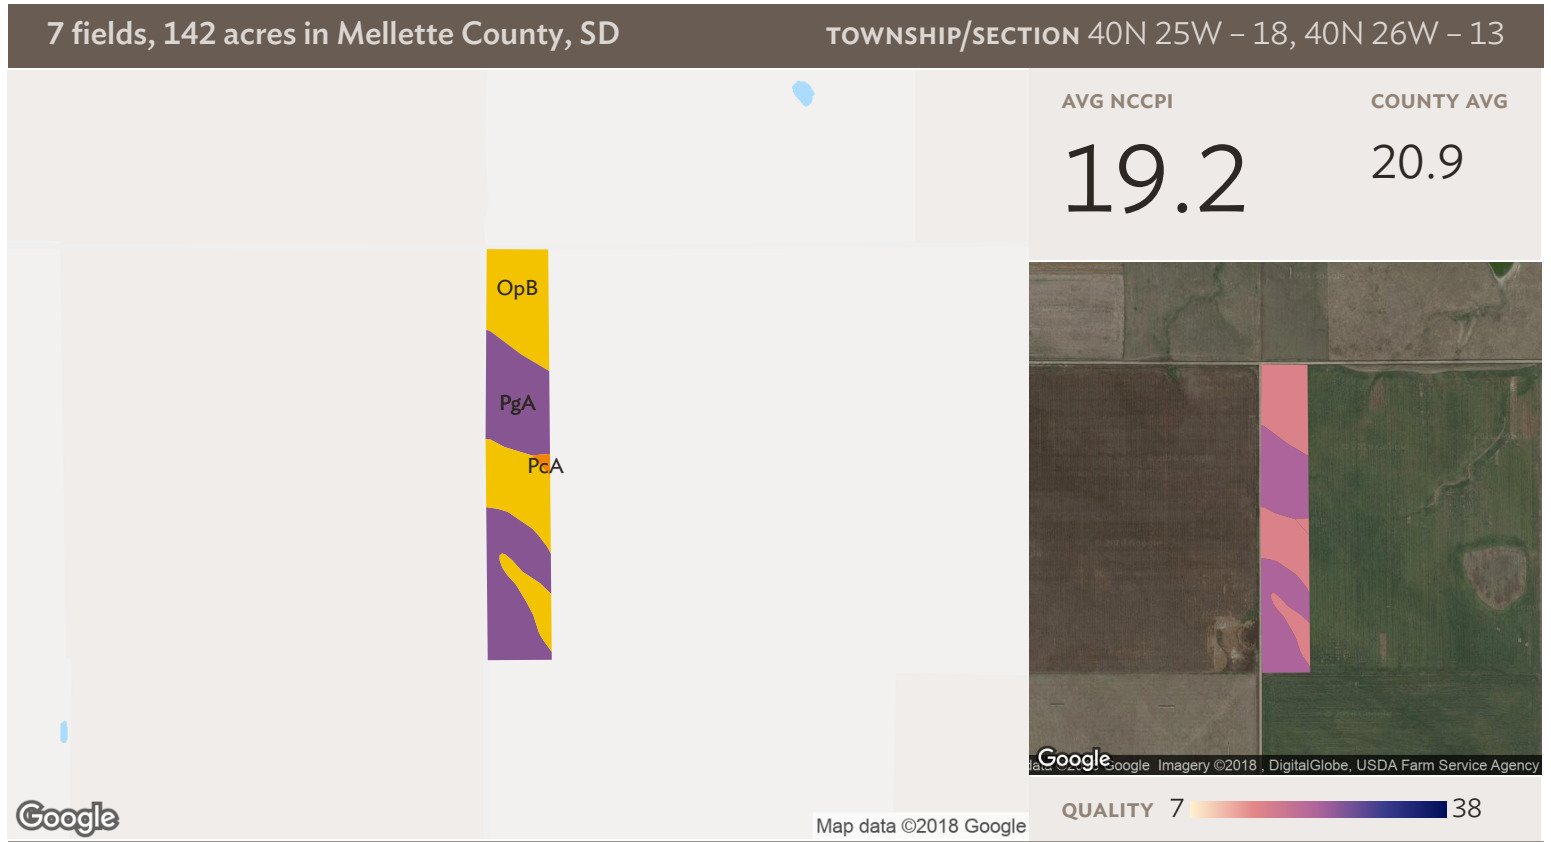 7 fields, 142 acres in Mellette County, SD
TOWNSHIP/SECTION 40N 25W – 18, 40N 26W – 13
AVG NCCPI
COUNTY AVG
19.2
20.9
OpB
PgA
PcA
Google
Map data ©2018 Google
Google
Google Imagery ©2018 , DigitalGlobe, USDA Farm Service Agency
QUALITY 7 38